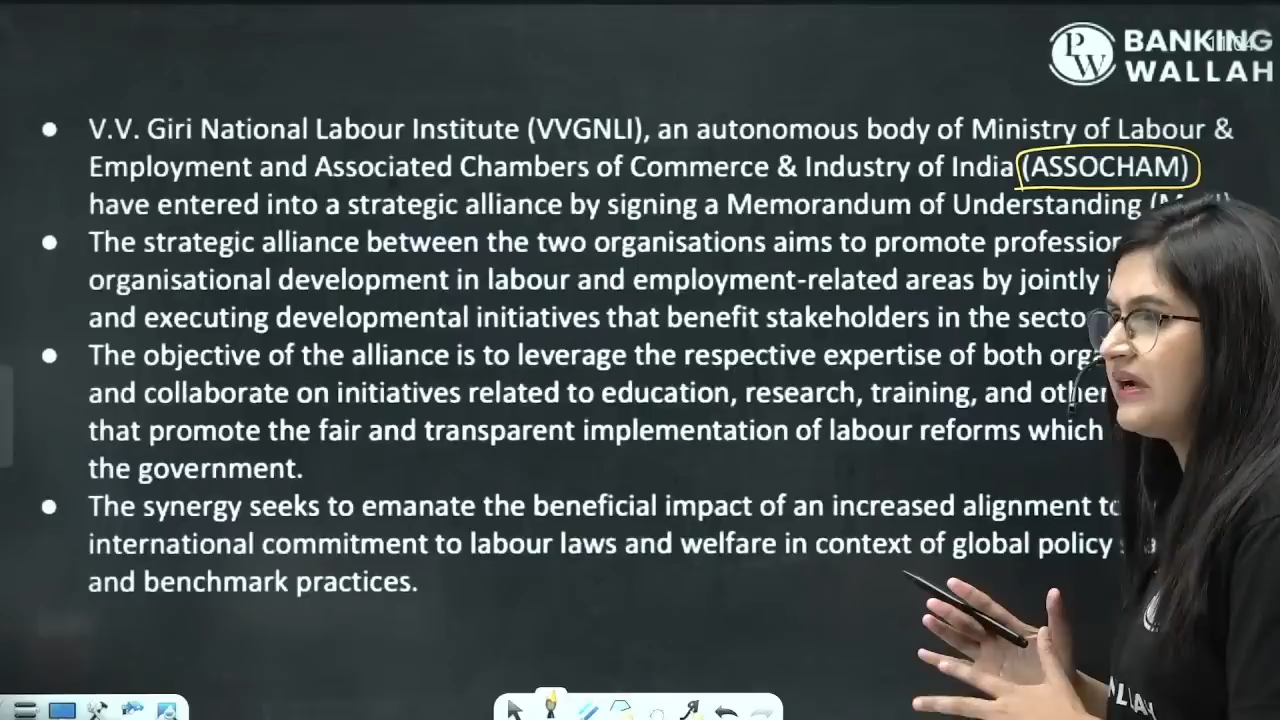 PW BANKING
WALLAH
● V.V. Giri National Labour Institute (VVGNLI), an autonomous body of Ministry of Labour &
Employment and Associated Chambers of Commerce & Industry of India (ASSOCHAM)
have entered into a strategic alliance by signing a Memorandum of Understanding
● The strategic alliance between the two organisations aims to promote
organisational development in labour and employment-related areas by jointly
and executing developmental initiatives that benefit stakeholders in the
● The objective of the alliance is to leverage the respective expertise of both
and collaborate on initiatives related to education, research, training, and
that promote the fair and transparent implementation of labour reforms which
the government.
● The synergy seeks to emanate the beneficial impact of an increased alignment
international commitment to labour laws and welfare in context of global policy
and benchmark practices.